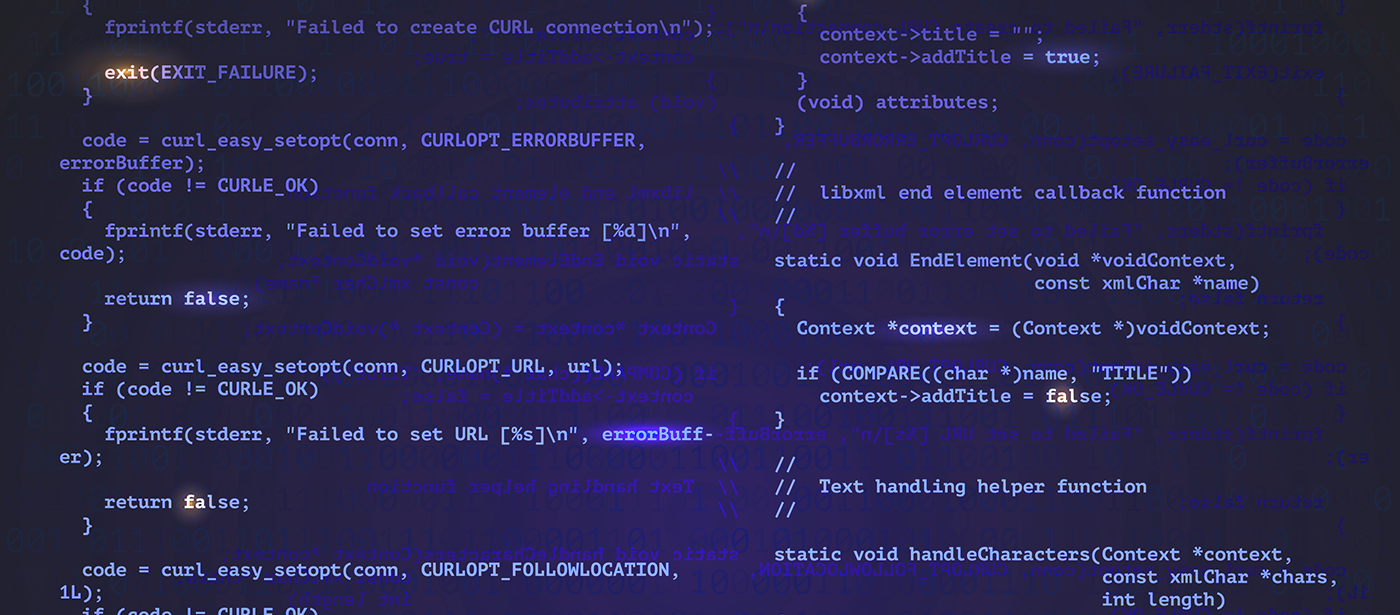 {
fprintf(stderr, "Failed to create CURL connection\n");
exit(EXIT_FAILURE);
}
code = curl_easy_setopt(conn, CURLOPT_ERRORBUFFER,
errorBuffer);
if (code != CURLE_OK)
{
fprintf(stderr, "Failed to set error buffer [%d]\n",
code);
return false;
}
code = curl_easy_setopt(conn, CURLOPT_URL, url);
if (code != CURLE_OK)
{
fprintf(stderr, "Failed to set URL [%s]\n", errorBuff-
er);
return false;
}
code = curl_easy_setopt(conn, CURLOPT_FOLLOWLOCATION,
1L);
if (code != CURLE_OK)
{
context->title = "";
context->addTitle = true;
}
(void) attributes;
}
//
// libxml end element callback function
//
static void EndElement(void *voidContext,
const xmlChar *name)
{
Context *context = (Context *)voidContext;
if (COMPARE((char *)name, "TITLE"))
context->addTitle = false;
}
//
// Text handling helper function
//
static void handleCharacters(Context *context,
const xmlChar *chars,
int length)